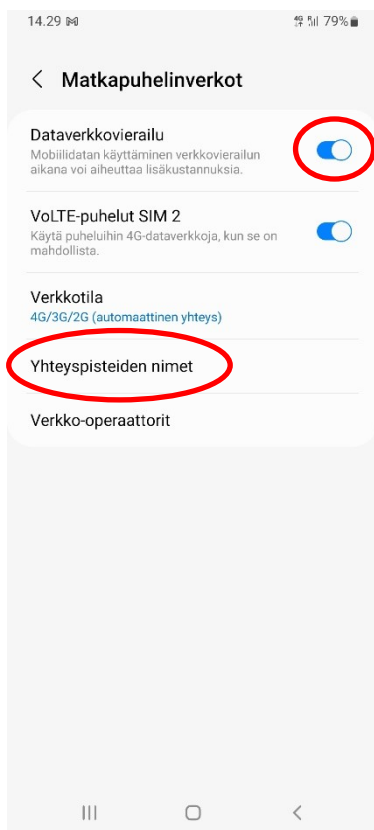 14.29
79%
Matkapuhelinverkot
Dataverkkovierailu
Mobiilidatan käyttäminen verkkovierailun
aikana voi aiheuttaa lisäkustannuksia.
VoLTE-puhelut SIM 2
Käytä puheluihin 4G-dataverkkoja, kun se on
mahdollista.
Verkkotila
4G/3G/2G (automaattinen yhteys)
Yhteyspisteiden nimet
Verkko-operaattorit